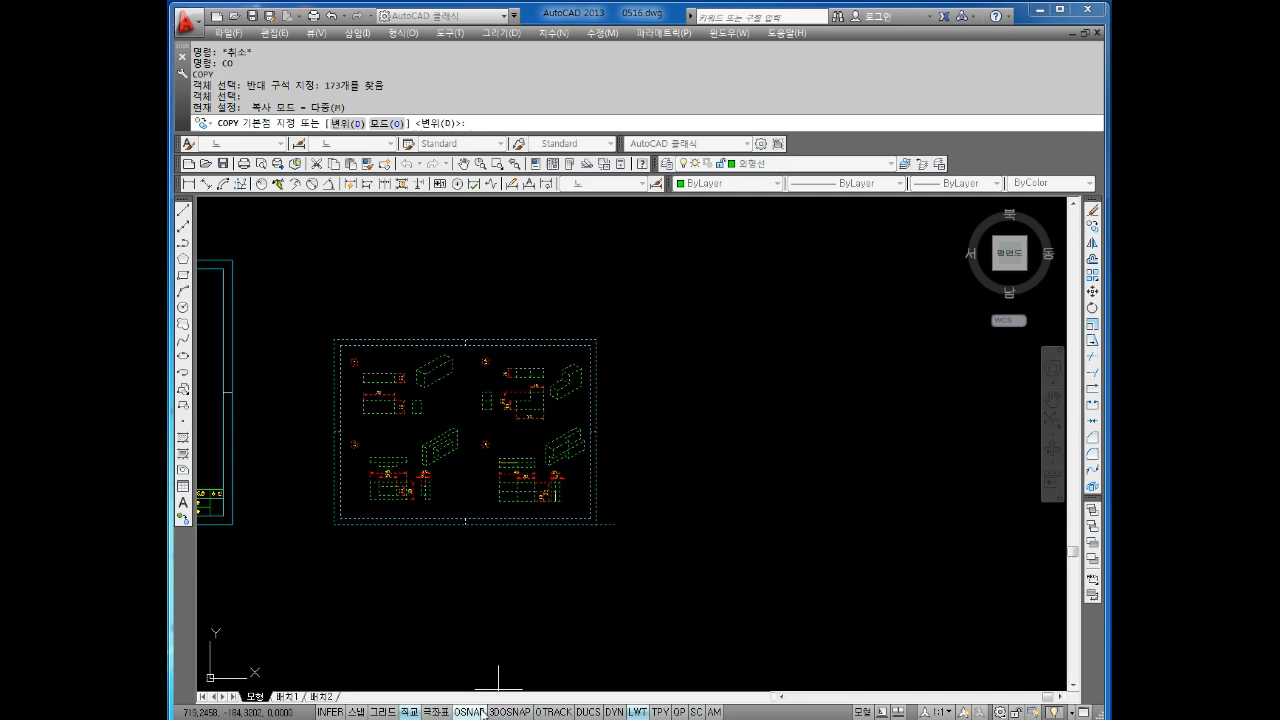 AutoCAD 클래식
AutoCAD 2013 0516.dwg
키워드 또는 구절 입력
로그인
파일(F) 편집(E) 뷰(V) 삽입(I) 형식(O) 도구(T) 그리기(D) 치수(N) 수정(M) 파라메트릭(P) 윈도우(W) 도움말(H)
명령: *취소*
명령: CO
COPY
객체 선택: 반대 구석 지정: 173개를 찾음
객체 선택:
현재 설정: 복사 모드 = 다중(M)
COPY 기본점 지정 또는 [변위(D) 모드(O)] <변위(D)>:
Standard Standard AutoCAD 클래식
외형선
ByLayer ByLayer ByLayer ByColor
북
서 평면도 동
남
WCS
Y
X
모형 배치1 배치2
719,2458, -184,3202, 0,0000 INFER 스냅 그리드 직교 극좌표 OSNAP 3DOSNAP OTRACK DUCS DYN LWT TPY QP SC AM 모형 1:1